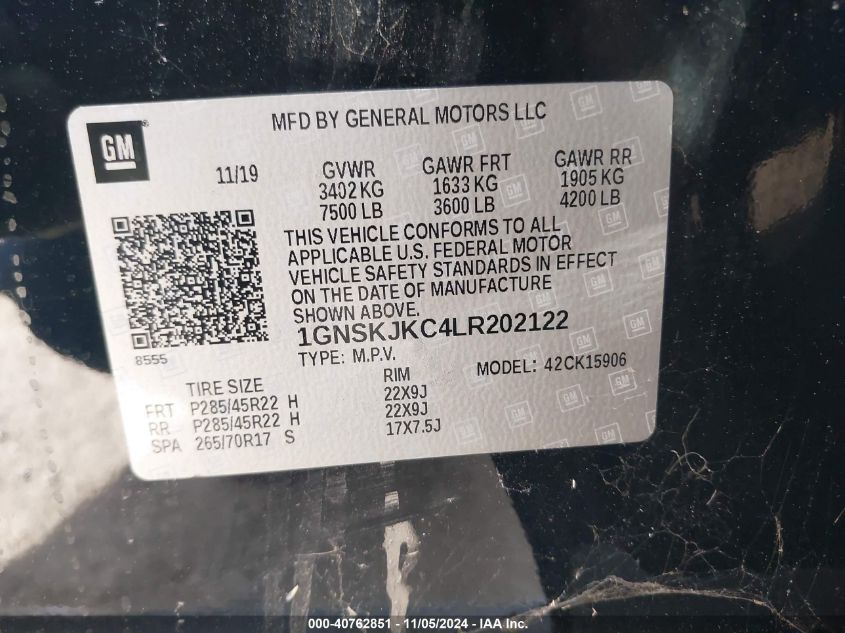 MFD BY GENERAL MOTORS LLC
GM
11/19 GVWR GAWR FRT GAWR RR
3402 KG 1633 KG 1905 KG
7500 LB 3600 LB 4200 LB
THIS VEHICLE CONFORMS TO ALL
APPLICABLE U.S. FEDERAL MOTOR
VEHICLE SAFETY STANDARDS IN EFFECT
ON THE DATE OF MANUFACTURE
SHOWN ABOVE.
8555
1GNSKJKC4LR202122
TYPE: M.P.V. MODEL: 42CK15906
TIRE SIZE RIM
FRT P285/45R22 H 22X9J
RR P285/45R22 H 22X9J
SPA 265/70R17 S 17X7.5J
000-40762851 - 11/05/2024 - IAA Inc.